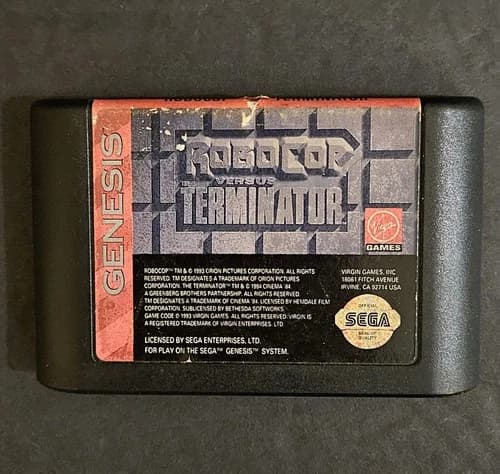 ROBOCOP TERMINATOR
GENESIS
ROBOCOP
VERSUS
TERMINATOR
Virgin
GAMES
ROBOCOP™ TM & © 1993 ORION PICTURES CORPORATION. ALL RIGHTS
RESERVED. TM DESIGNATES A TRADEMARK OF ORION PICTURES
CORPORATION. THE TERMINATOR™ TM & © 1984 CINEMA '84.
A GREENBERG BROTHERS PARTNERSHIP. ALL RIGHTS RESERVED.
TM DESIGNATES A TRADEMARK OF CINEMA '84. LICENSED BY HEMDALE FILM
CORPORATION. SUBLICENSED BY BETHESDA SOFTWORKS.
GAME CODE © 1993 VIRGIN GAMES. ALL RIGHTS RESERVED. VIRGIN IS
A REGISTERED TRADEMARK OF VIRGIN ENTERPRISES, LTD.
LICENSED BY SEGA ENTERPRISES, LTD.
FOR PLAY ON THE SEGA™ GENESIS™ SYSTEM.
VIRGIN GAMES, INC
18061 FITCH AVENUE
IRVINE, CA 92714 USA
OFFICIAL
SEGA
SEAL OF
QUALITY